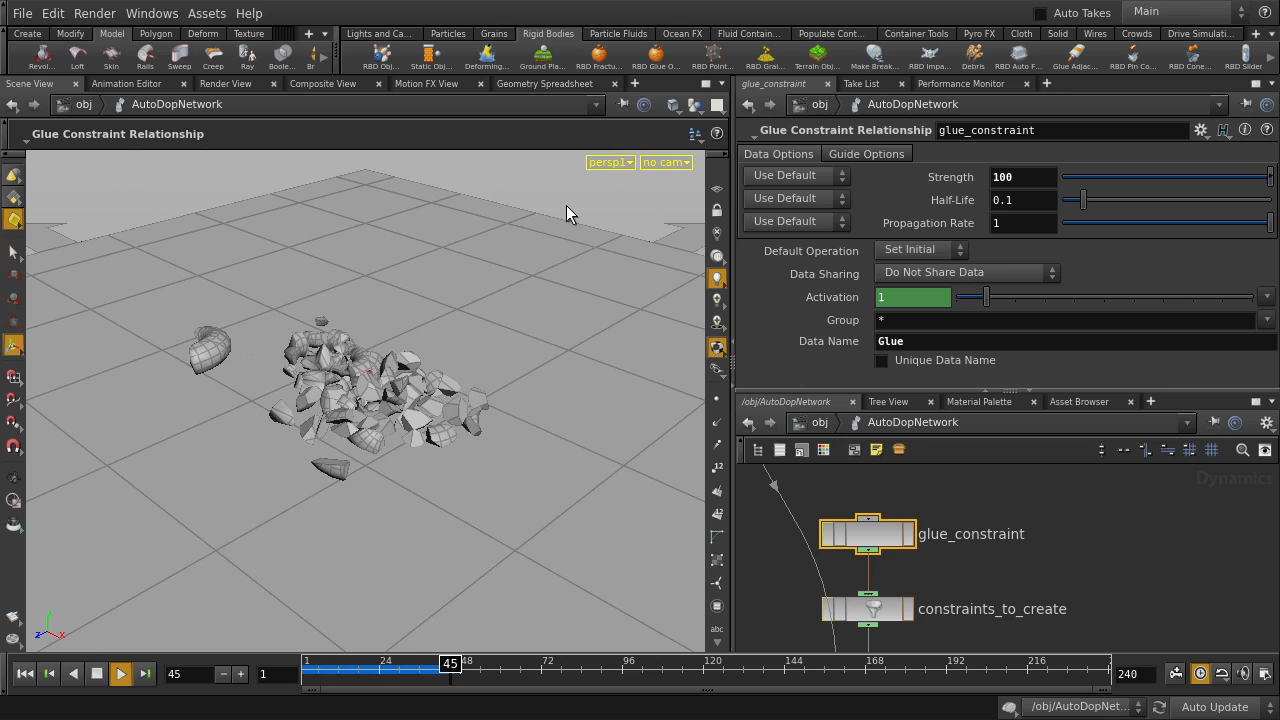 File Edit Render Windows Assets Help
Auto Takes Main
Create Modify Model Polygon Deform Texture
Lights and Ca... Particles Grains Rigid Bodies Particle Fluids Ocean FX Fluid Contain... Populate Cont... Container Tools Pyro FX Cloth Solid Wires Crowds Drive Simulati...
Revolv... Loft Skin Rails Sweep Creep Ray Boole... Br
RBD Obj... Static Obj... Deforming... Ground Pla... RBD Fractu... RBD Glue O... RBD Point... RBD Gral... Terrain Obj... Make Break... RBD Impa... Debris RBD Auto F... Glue Adjac... RBD Pin Co... RBD Cone... RBD Slider
Scene View Animation Editor Render View Composite View Motion FX View Geometry Spreadsheet
glue_constraint Take List Performance Monitor
obj AutoDopNetwork
obj AutoDopNetwork
Glue Constraint Relationship
Glue Constraint Relationship glue_constraint
persp1 no cam
Data Options Guide Options
Use Default Strength 100
Use Default Half-Life 0.1
Use Default Propagation Rate 1
Default Operation Set Initial
Data Sharing Do Not Share Data
Activation 1
Group *
Data Name Glue
Unique Data Name
/obj/AutoDopNetwork Tree View Material Palette Asset Browser
obj AutoDopNetwork
Dynamics
glue_constraint
constraints_to_create
12
12
abc
z x
45 1
1 24 45 48 72 96 120 144 168 192 216 2
240
/obj/AutoDopNet... Auto Update